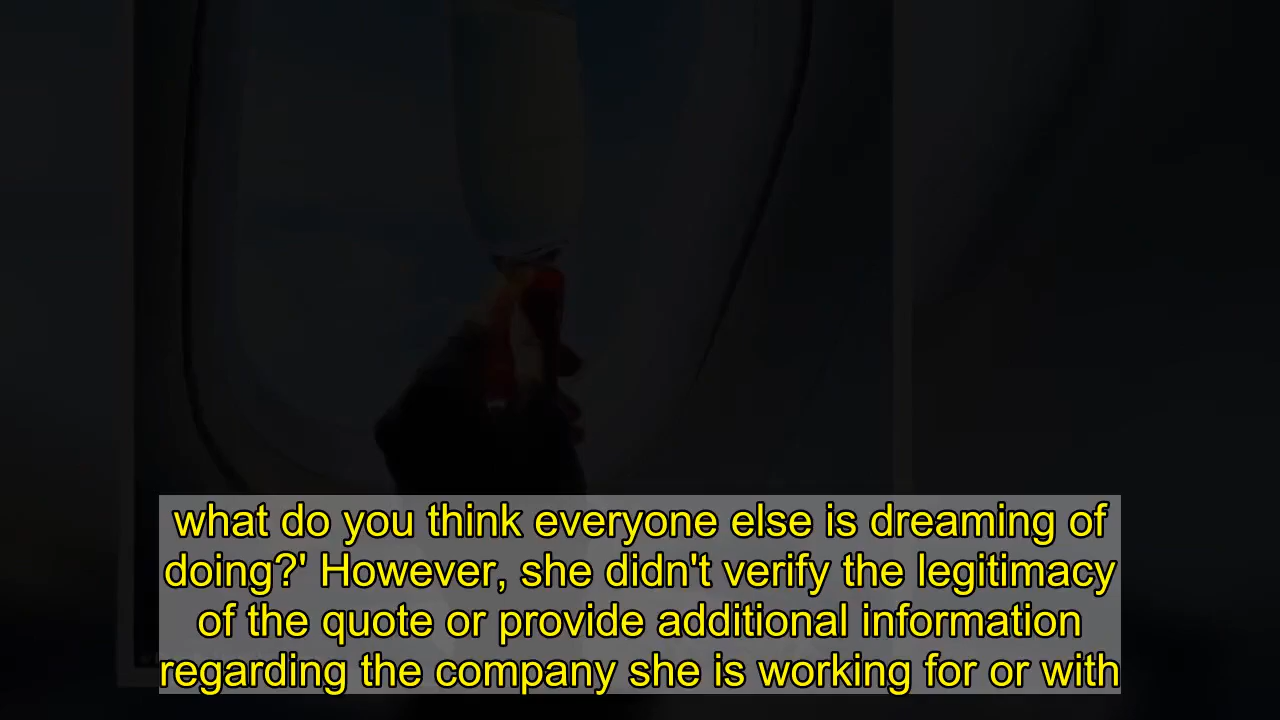 what do you think everyone else is dreaming of
doing?' However, she didn't verify the legitimacy
of the quote or provide additional information
regarding the company she is working for or with